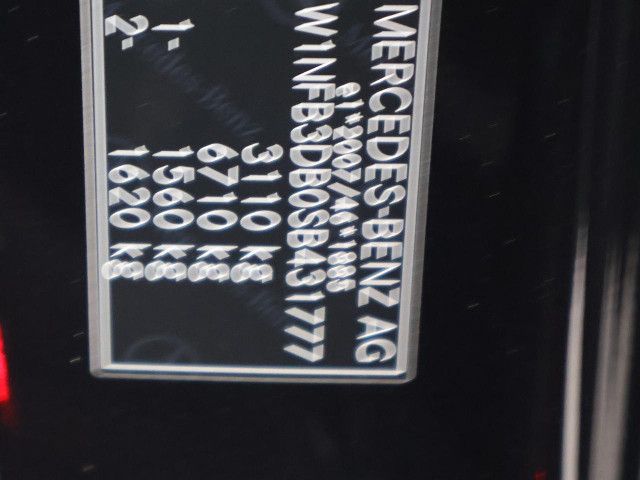 MERCEDES-BENZ AG
e1*2007/46*1885
W1NFB3DB0SB431777
3110 kg
6710 kg
1- 1560 kg
2- 1620 kg